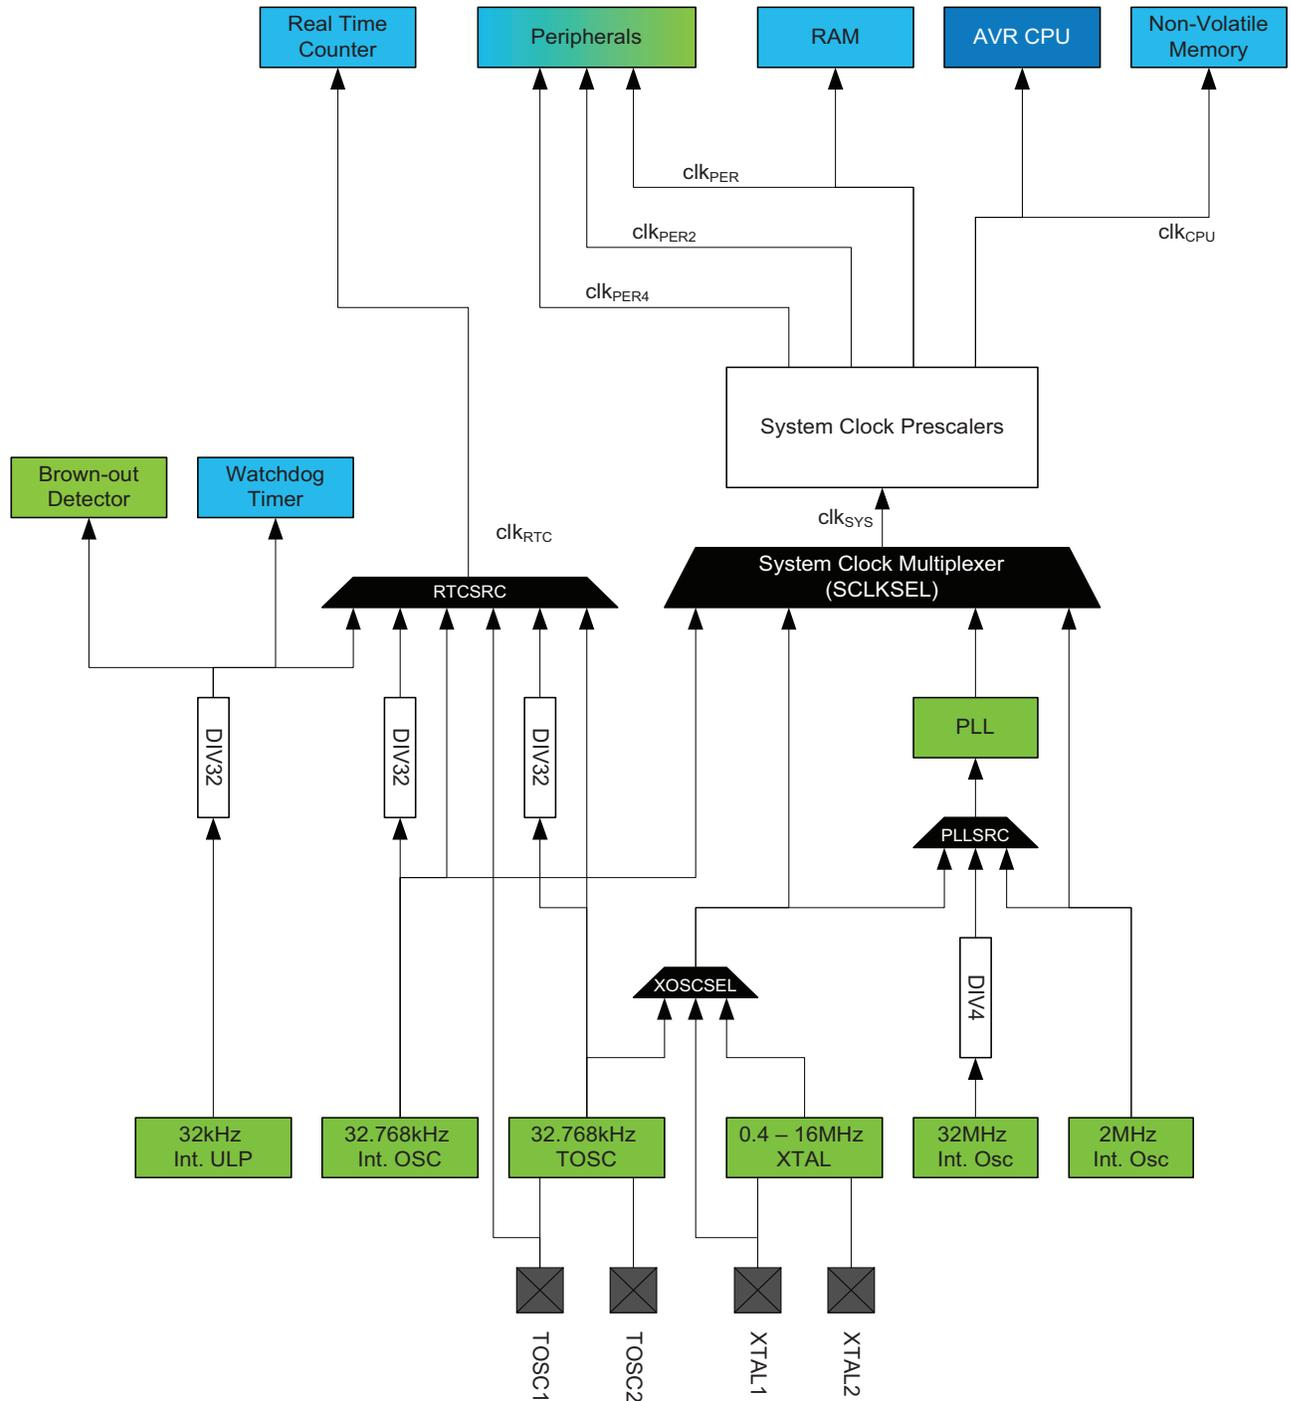 Real Time
Counter
Peripherals
RAM
AVR CPU
Non-Volatile
Memory
clkPER
clkPER2
clkCPU
clkPER4
System Clock Prescalers
Brown-out
Detector
Watchdog
Timer
clkSYS
clkRTC
System Clock Multiplexer
(SCLKSEL)
RTCSRC
DIV32
DIV32
DIV32
PLL
PLLSRC
XOSCSEL
DIV4
32kHz
Int. ULP
32.768kHz
Int. OSC
32.768kHz
TOSC
0.4 – 16MHz
XTAL
32MHz
Int. Osc
2MHz
Int. Osc
TOSC1
TOSC2
XTAL1
XTAL2